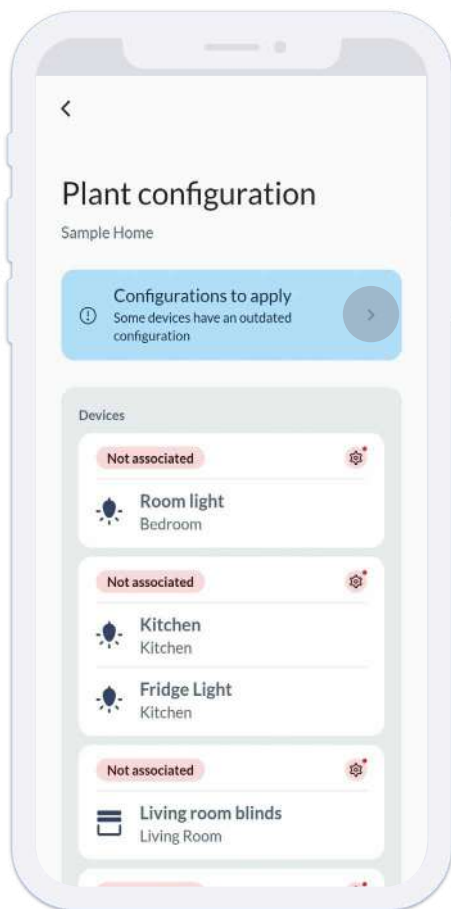 Plant configuration
Sample Home
Configurations to apply
Some devices have an outdated
configuration
Devices
Not associated
Room light
Bedroom
Not associated
Kitchen
Kitchen
Fridge Light
Kitchen
Not associated
Living room blinds
Living Room